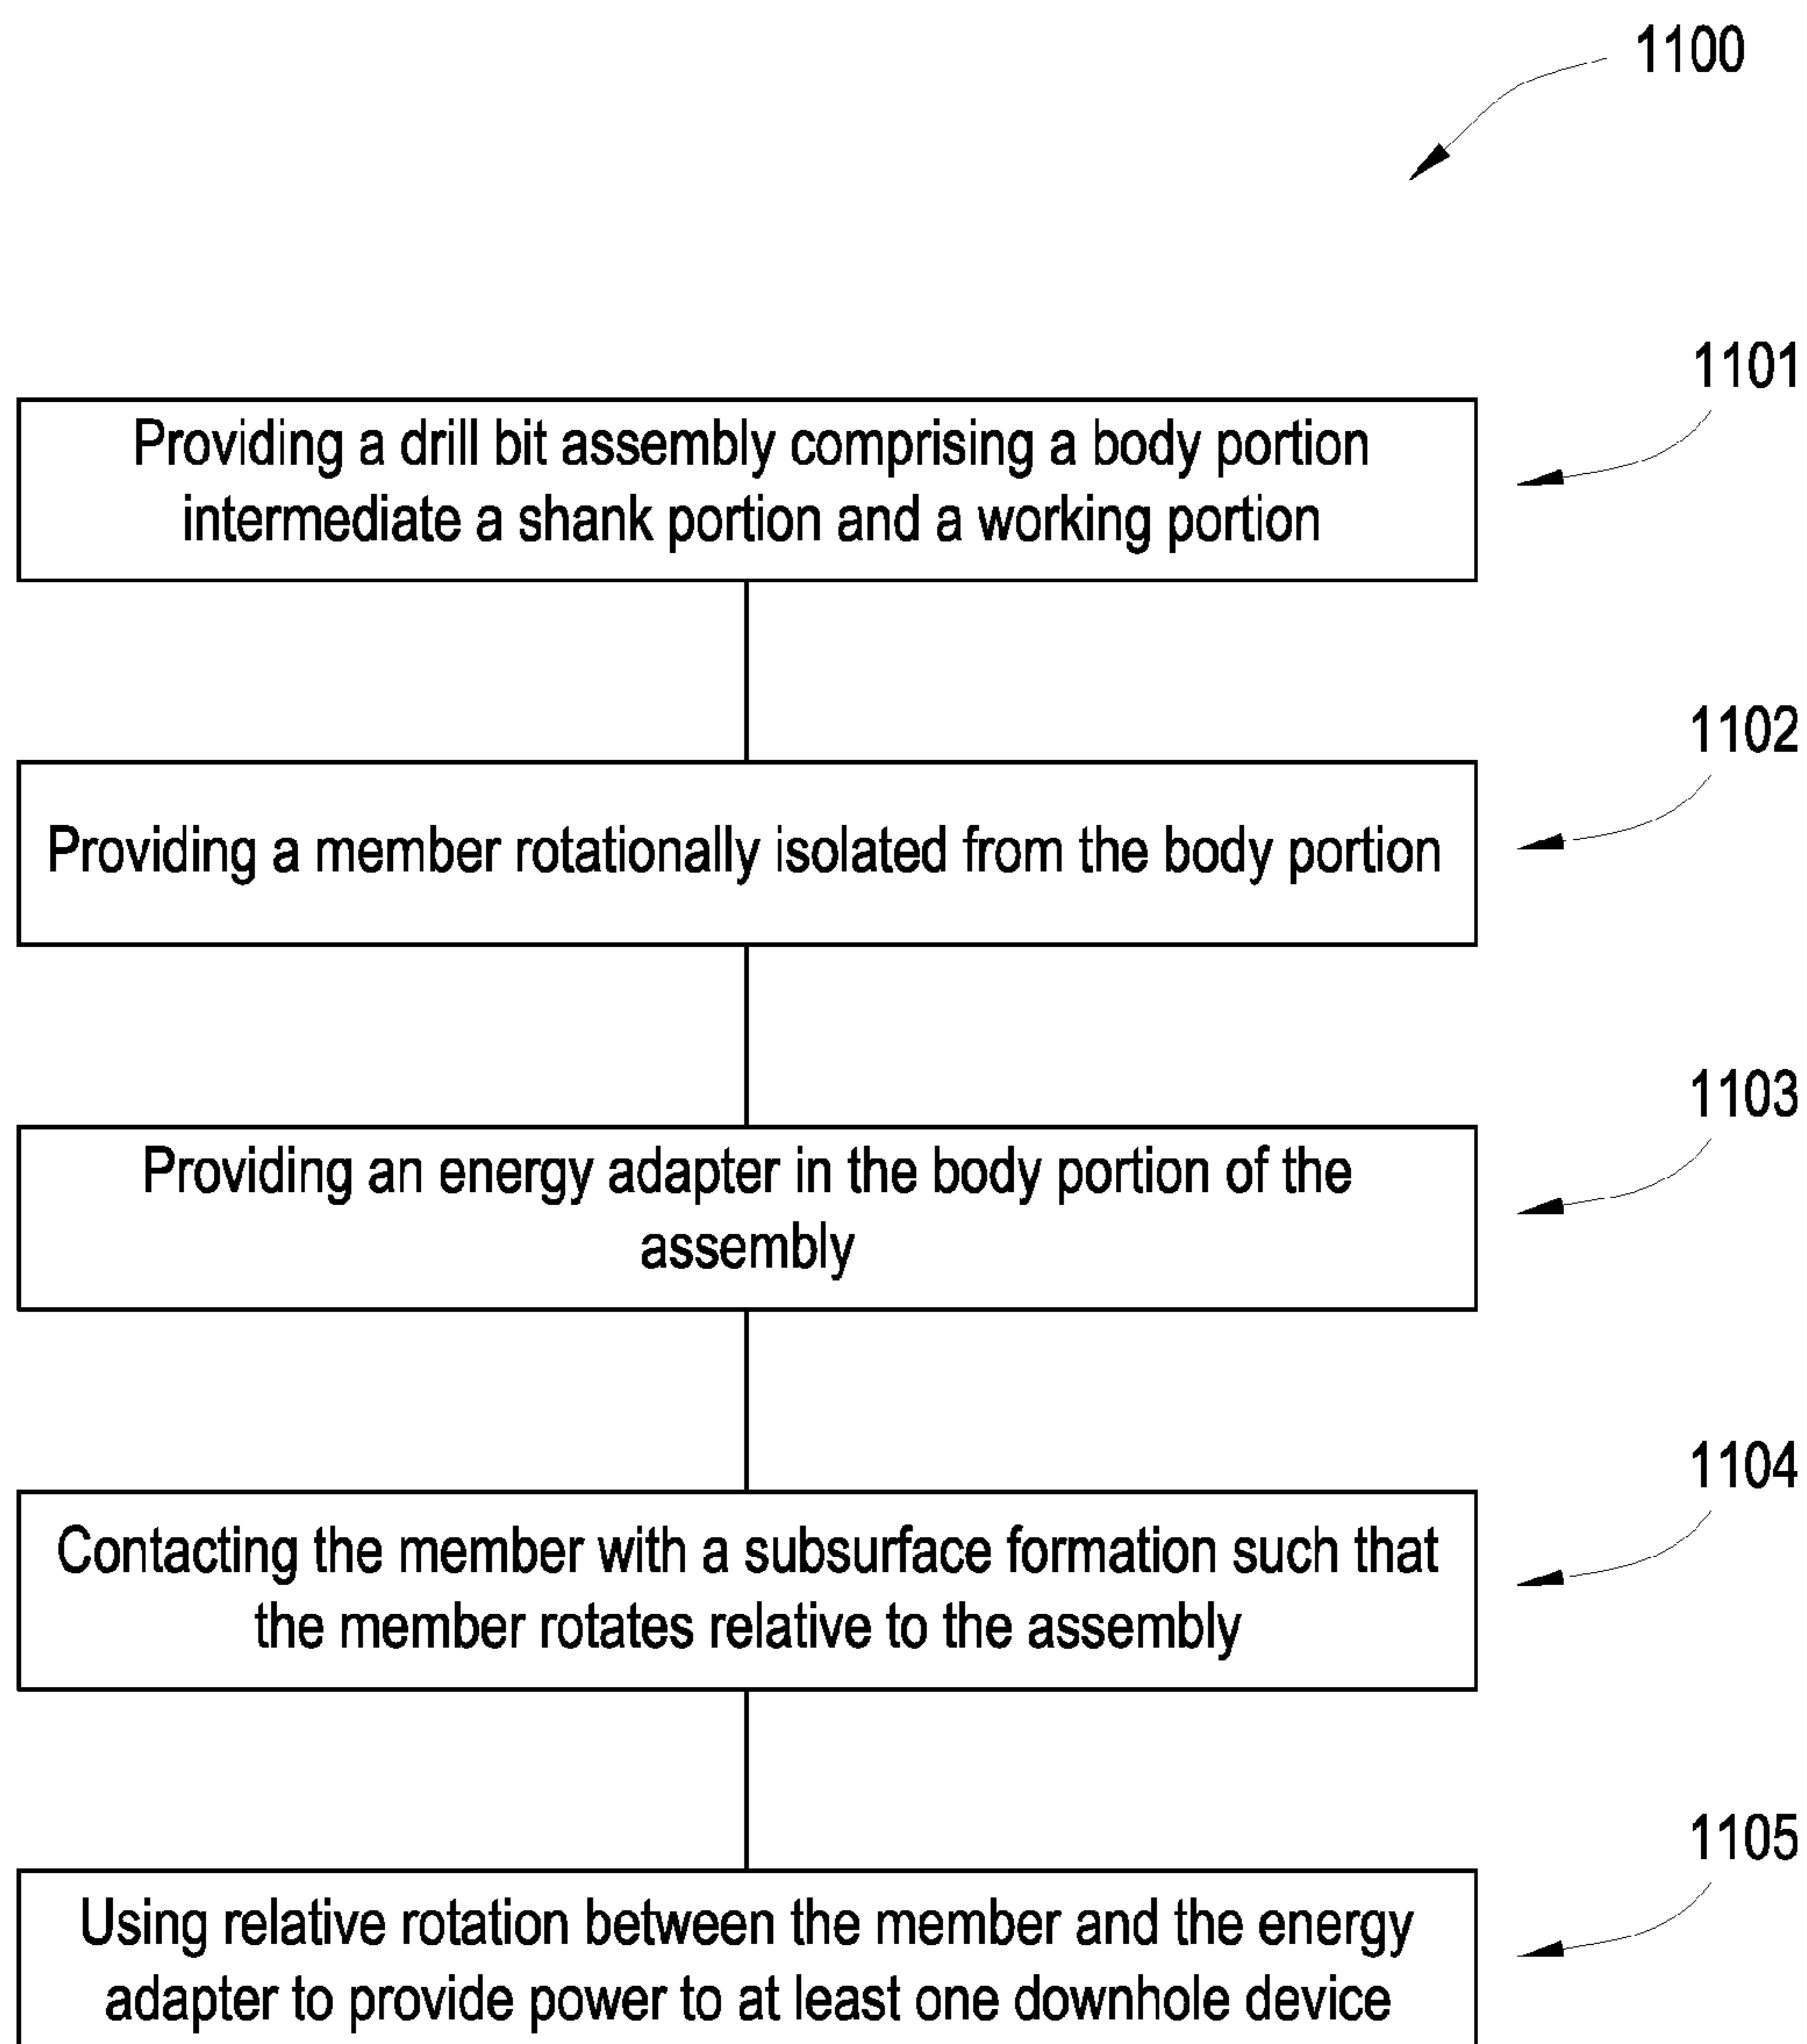 1100
1101
Providing a drill bit assembly comprising a body portion
intermediate a shank portion and a working portion
1102
Providing a member rotationally isolated from the body portion
1103
Providing an energy adapter in the body portion of the
assembly
1104
Contacting the member with a subsurface formation such that
the member rotates relative to the assembly
1105
Using relative rotation between the member and the energy
adapter to provide power to at least one downhole device